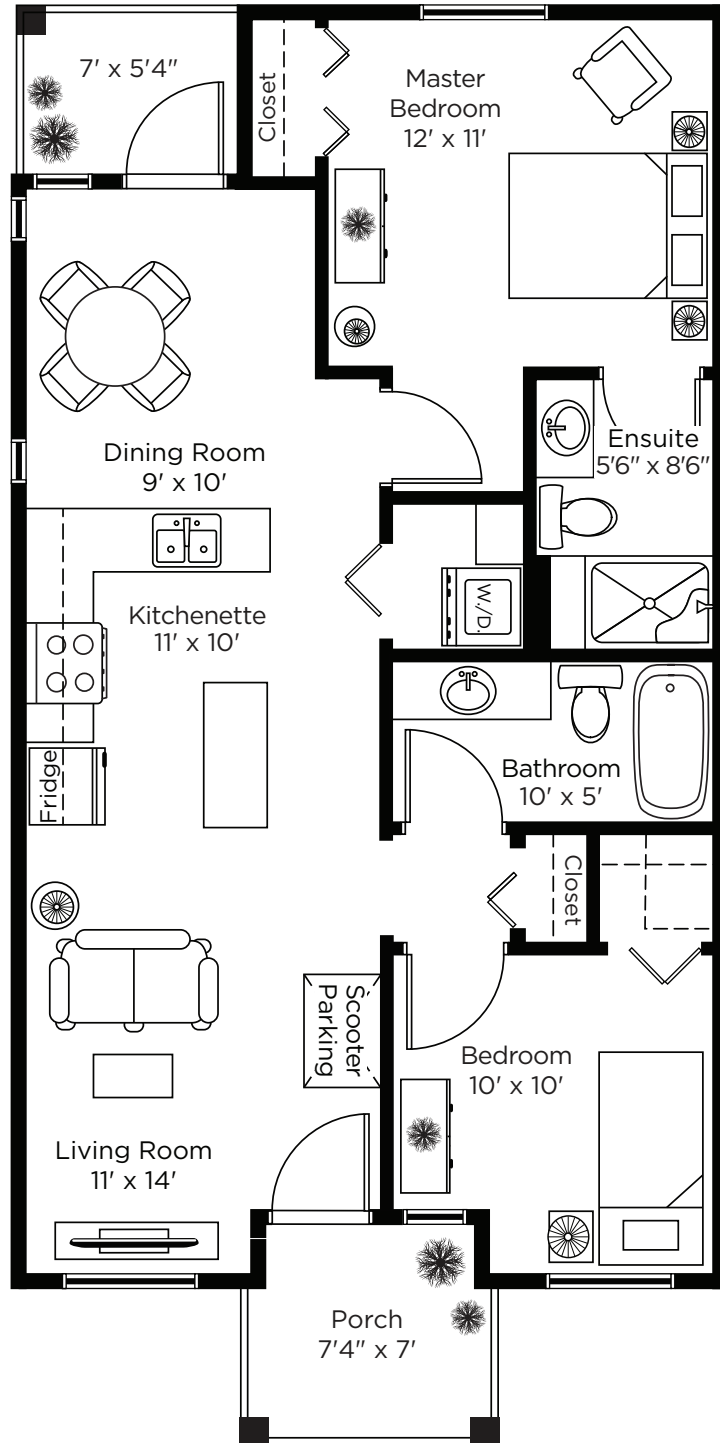 7' x 5'4"
Closet
Master
Bedroom
12' x 11'
Dining Room
9' x 10'
Ensuite
5'6" x 8'6"
Kitchenette
11' x 10'
W./D.
Fridge
Bathroom
10' x 5'
Closet
Scooter
Parking
Bedroom
10' x 10'
Living Room
11' x 14'
Porch
7'4" x 7'